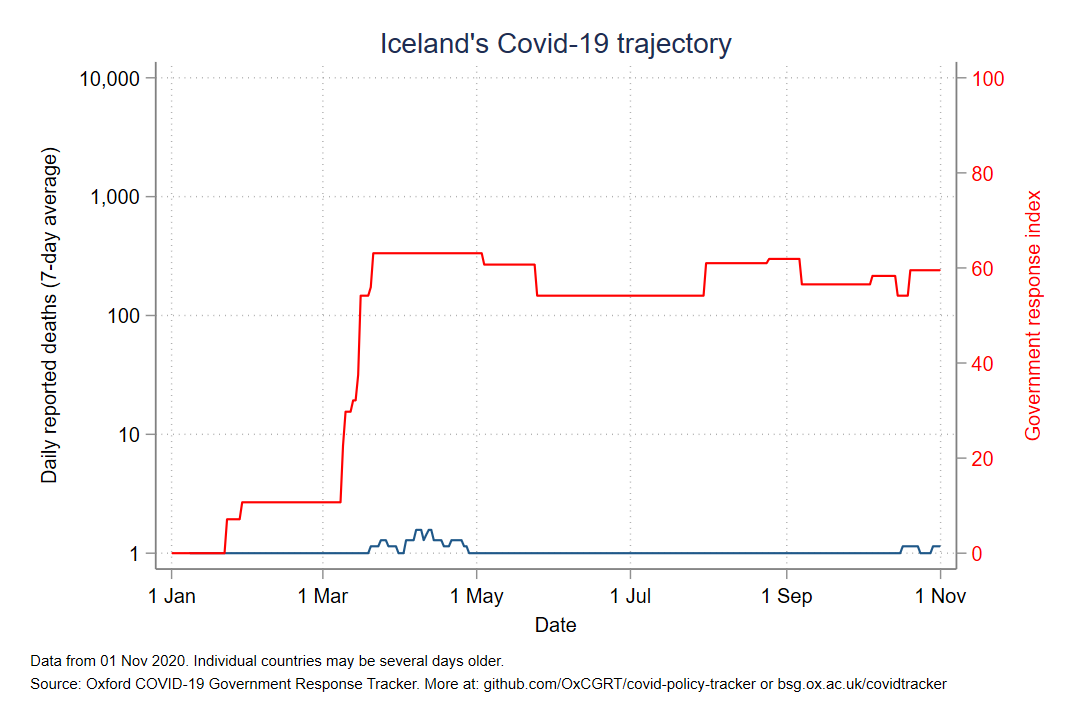 Iceland's Covid-19 trajectory
10,000
1,000
100
10
1
Daily reported deaths (7-day average)
100
80
60
40
20
0
Government response index
1 Jan
1 Mar
1 May
1 Jul
1 Sep
1 Nov
Date
Data from 01 Nov 2020. Individual countries may be several days older.
Source: Oxford COVID-19 Government Response Tracker. More at: github.com/OxCGRT/covid-policy-tracker or bsg.ox.ac.uk/covidtracker